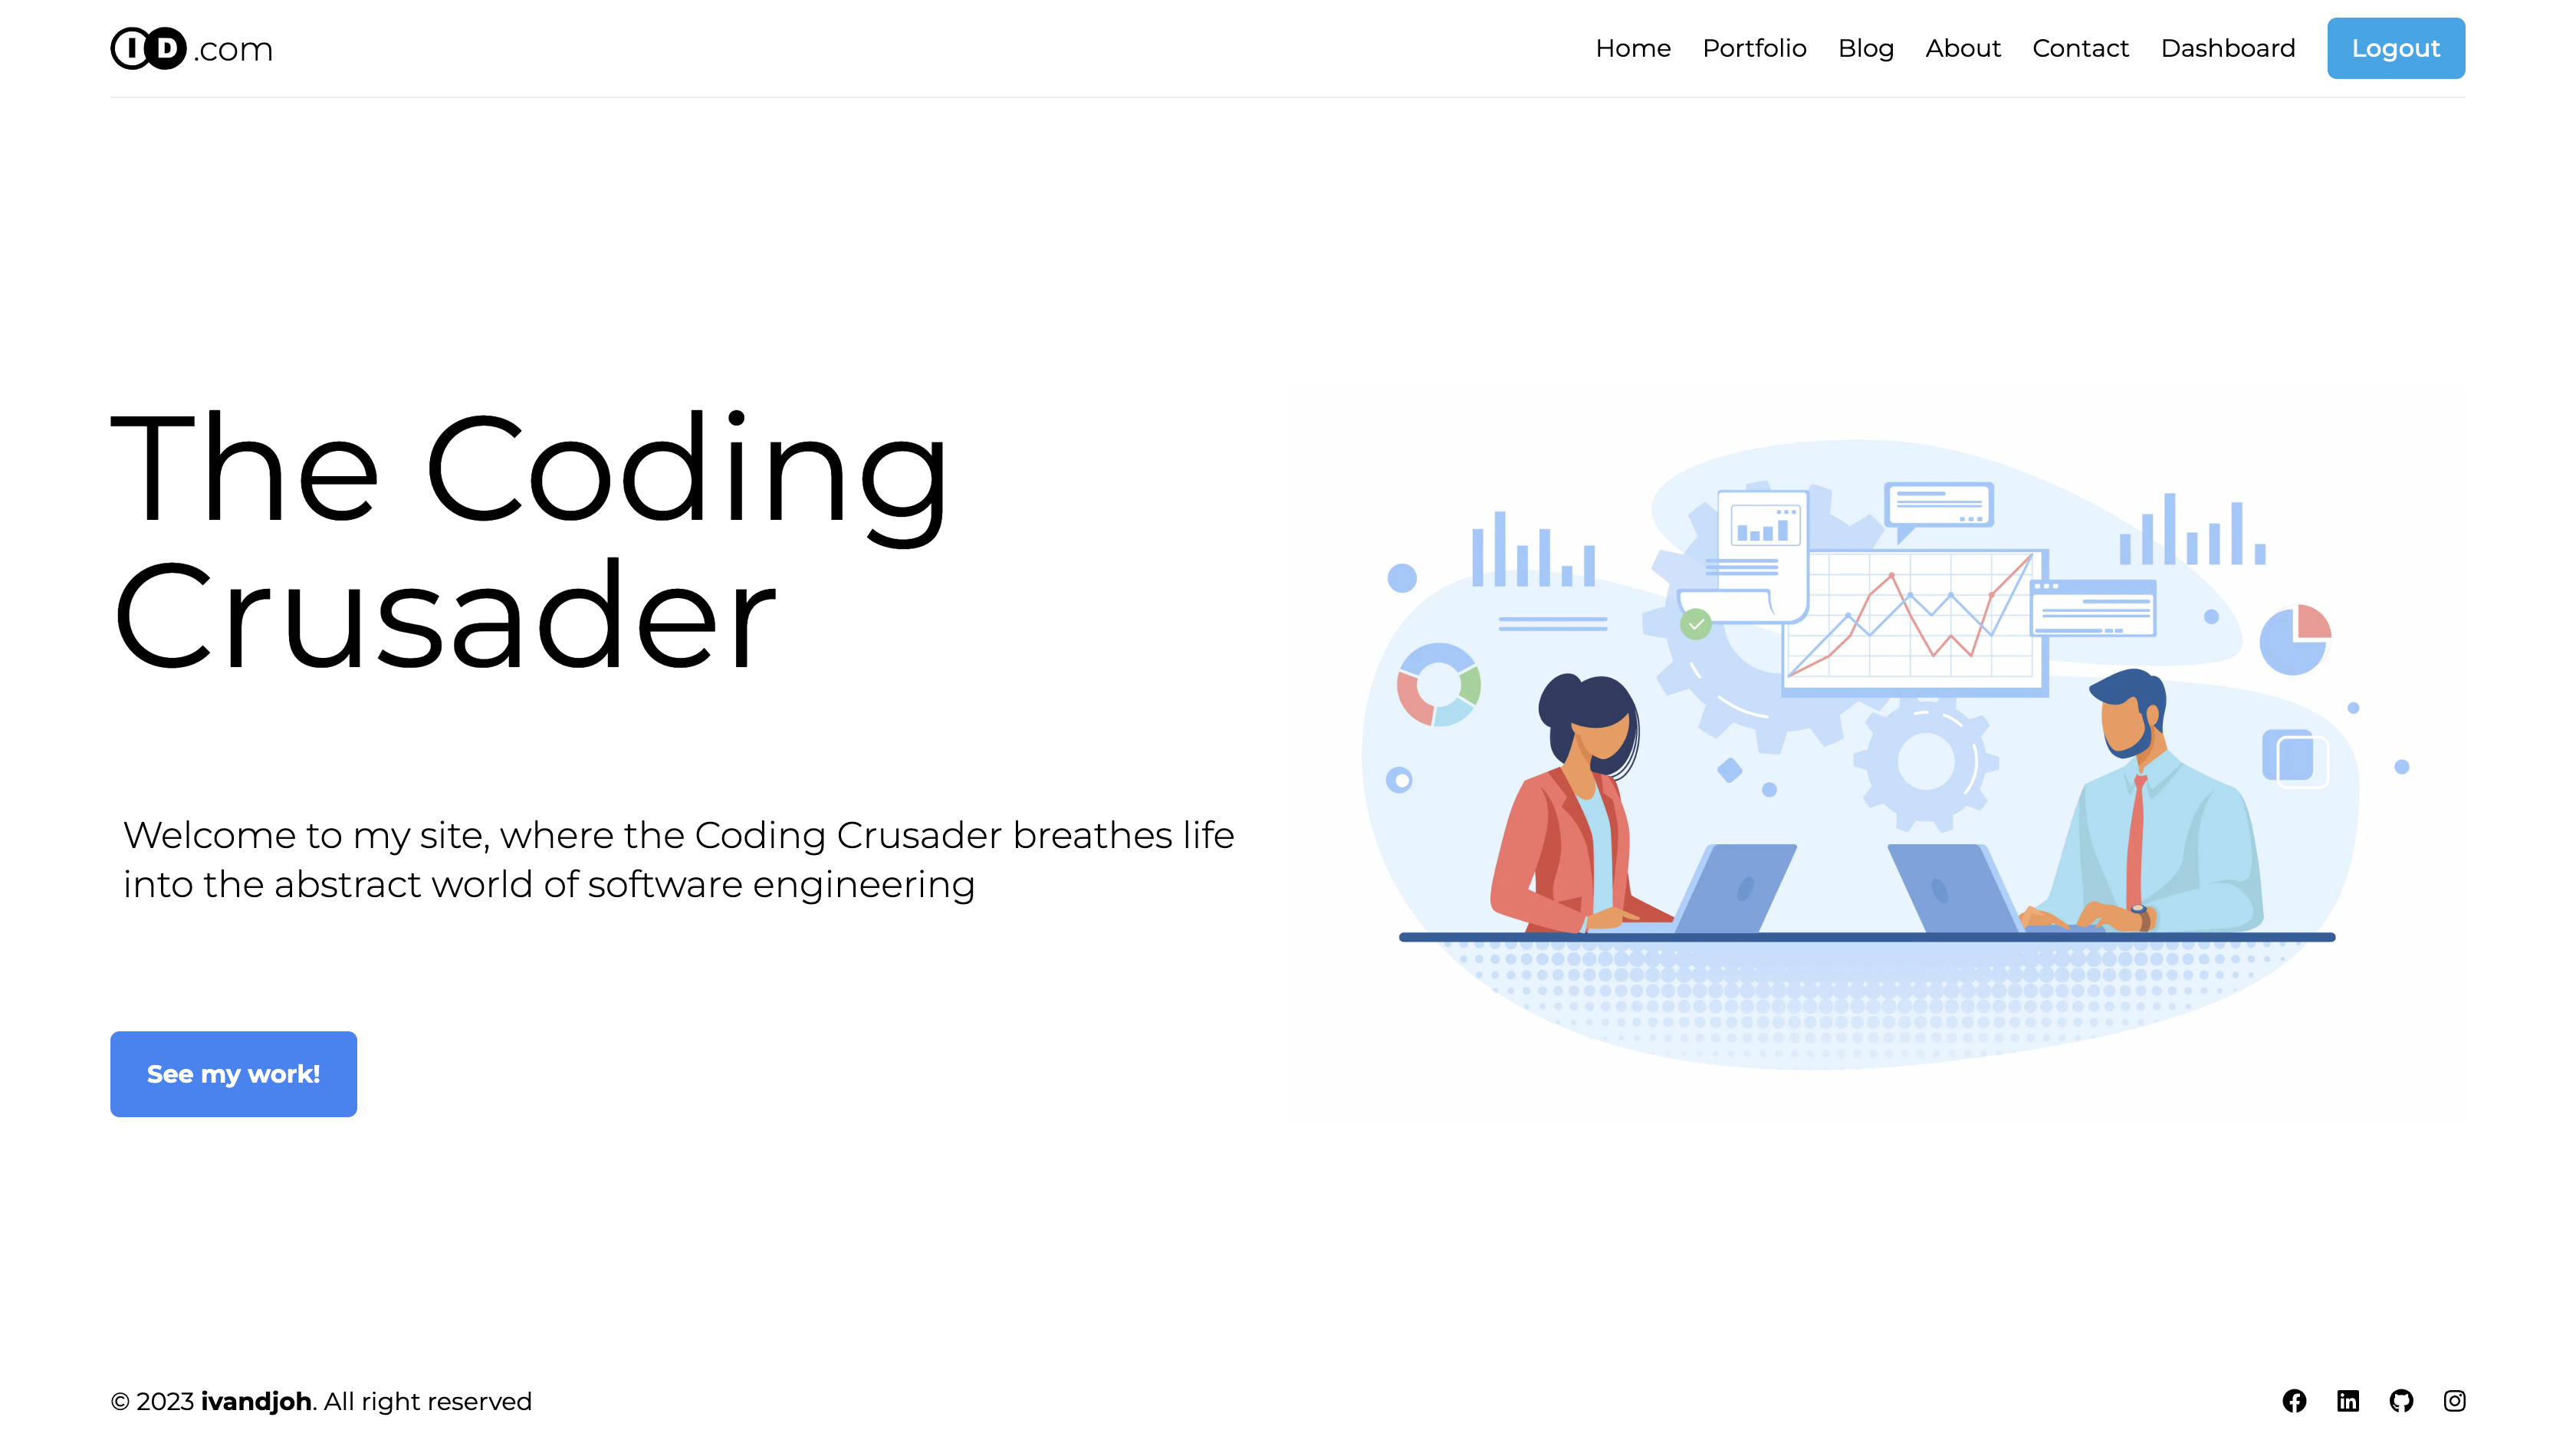 ID .com
Home Portfolio Blog About Contact Dashboard Logout
The Coding
Crusader
Welcome to my site, where the Coding Crusader breathes life
into the abstract world of software engineering
See my work!
© 2023 ivandjoh. All right reserved